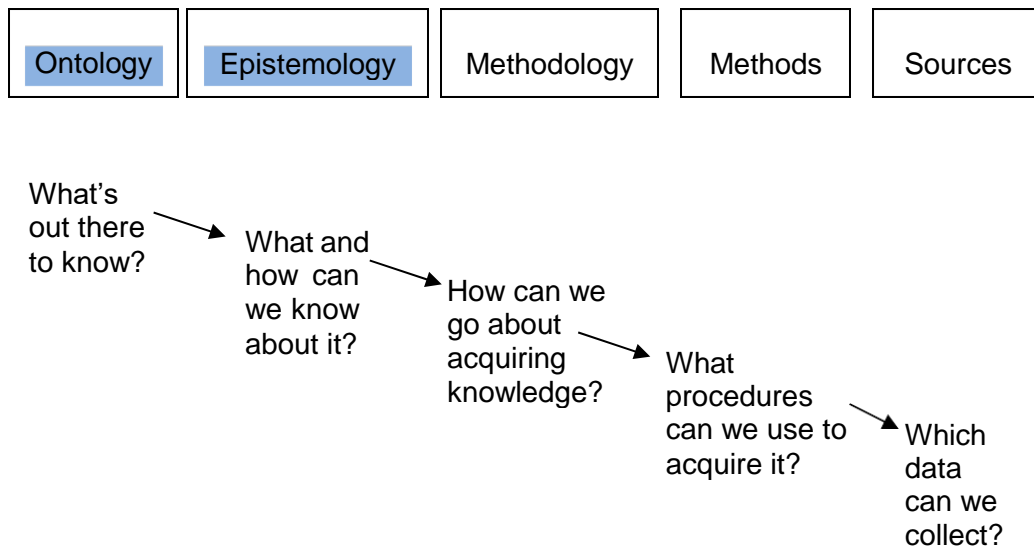 Ontology
Epistemology
Methodology
Methods
Sources
What’s
out there
to know?
What and
how can
we know
about it?
How can we
go about
acquiring
knowledge?
What
procedures
can we use to
acquire it?
Which
data
can we
collect?